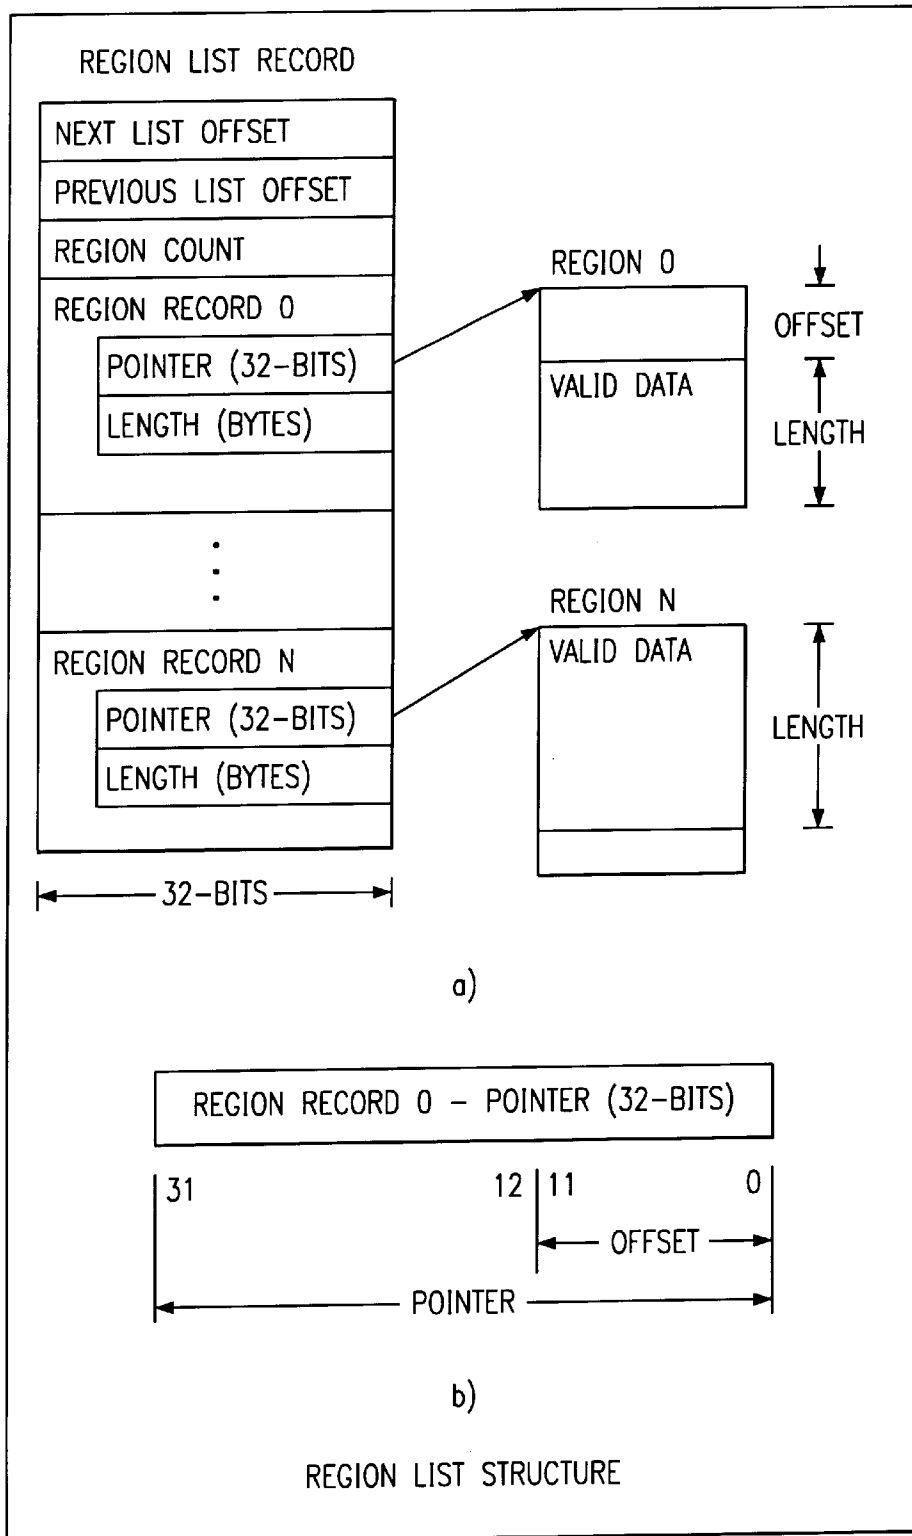 REGION LIST RECORD
NEXT LIST OFFSET
PREVIOUS LIST OFFSET
REGION COUNT
REGION RECORD 0
POINTER (32-BITS)
LENGTH (BYTES)
REGION RECORD N
POINTER (32-BITS)
LENGTH (BYTES)
32-BITS
REGION 0
VALID DATA
OFFSET
LENGTH
REGION N
VALID DATA
LENGTH
a)
REGION RECORD 0 - POINTER (32-BITS)
31 12 11 0
OFFSET
POINTER
b)
REGION LIST STRUCTURE